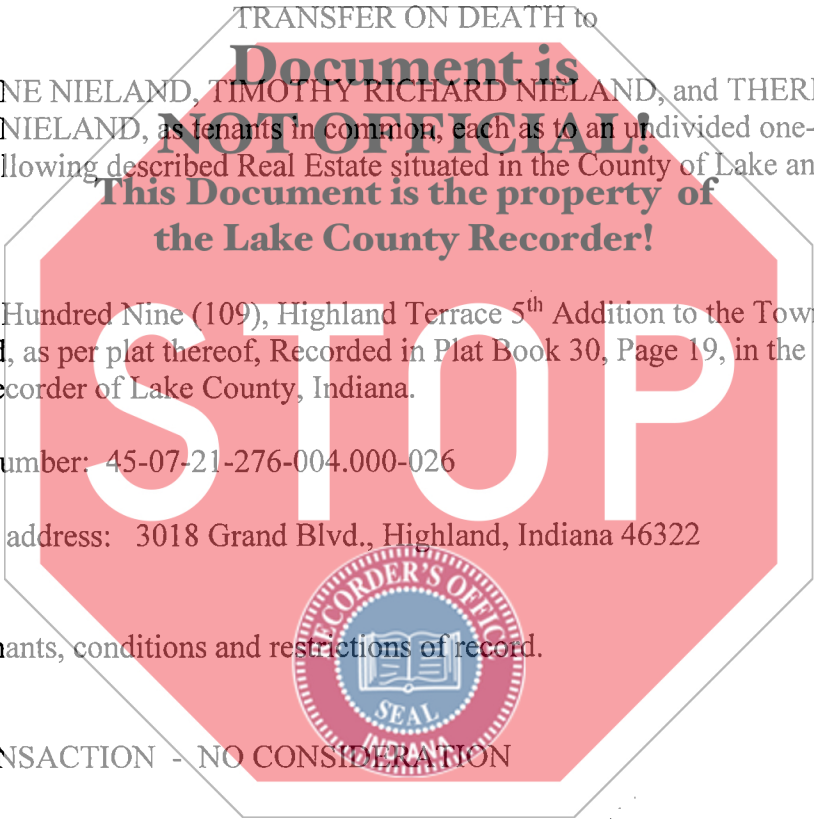 TRANSFER ON DEATH to
Document is
NE NIELAND, TIMOTHY RICHARD NIELAND, and THERE
NOT OFFICIAL!
NIELAND, as tenants in common, each as to an undivided one-
llowing described Real Estate situated in the County of Lake an
This Document is the property of
the Lake County Recorder!
Hundred Nine (109), Highland Terrace 5th Addition to the Town
, as per plat thereof, Recorded in Plat Book 30, Page 19, in the
ecorder of Lake County, Indiana.
STOP
umber: 45-07-21-276-004.000-026
address: 3018 Grand Blvd., Highland, Indiana 46322
RECORDER'S OFFICE
nants, conditions and restrictions of record.
SEAL
INDIANA
NSACTION - NO CONSIDERATION